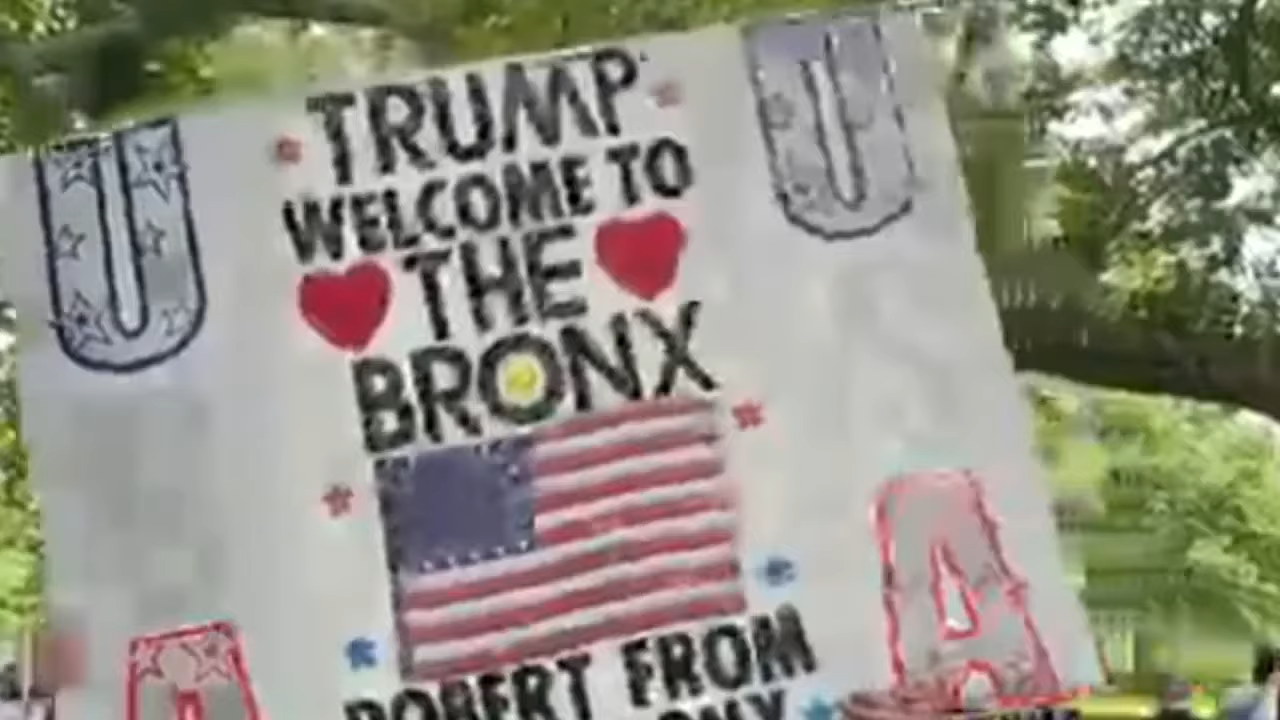 TRUMP
WELCOME TO
THE
BRONX
ROBERT FROM
U
A
U
A